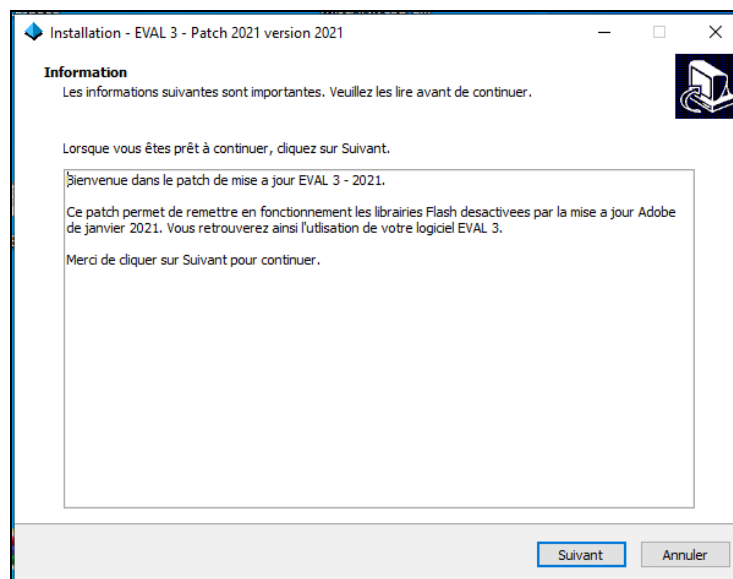 Installation - EVAL 3 - Patch 2021 version 2021
Information
Les informations suivantes sont importantes. Veuillez les lire avant de continuer.
Lorsque vous êtes prêt à continuer, cliquez sur Suivant.
Bienvenue dans le patch de mise a jour EVAL 3 - 2021.
Ce patch permet de remettre en fonctionnement les librairies Flash desactivees par la mise a jour Adobe
de janvier 2021. Vous retrouverez ainsi l'utlisation de votre logiciel EVAL 3.
Merci de cliquer sur Suivant pour continuer.
Suivant
Annuler